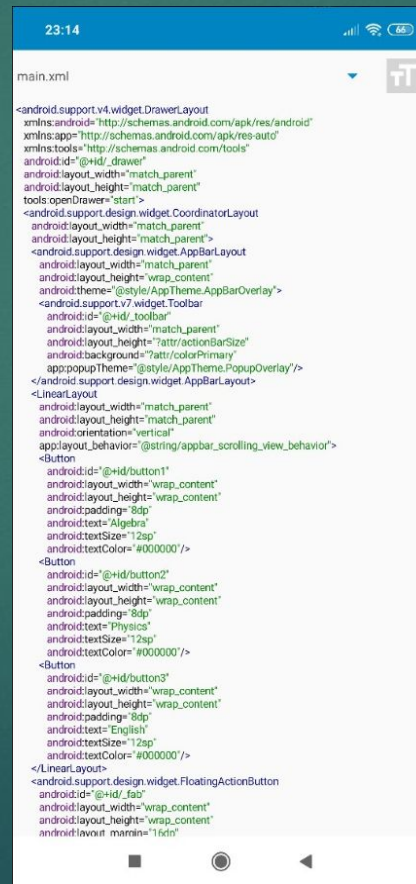 23:14
66
main.xml
<android.support.v4.widget.DrawerLayout
xmlns:android="http://schemas.android.com/apk/res/android"
xmlns:app="http://schemas.android.com/apk/res-auto"
xmlns:tools="http://schemas.android.com/tools"
android:id="@+id/_drawer"
android:layout_width="match_parent"
android:layout_height="match_parent"
tools:openDrawer="start">
<android.support.design.widget.CoordinatorLayout
android:layout_width="match_parent"
android:layout_height="match_parent">
<android.support.design.widget.AppBarLayout
android:layout_width="match_parent"
android:layout_height="wrap_content"
android:theme="@style/AppTheme.AppBarOverlay">
<android.support.v7.widget.Toolbar
android:id="@+id/_toolbar"
android:layout_width="match_parent"
android:layout_height="?attr/actionBarSize"
android:background="?attr/colorPrimary"
app:popupTheme="@style/AppTheme.PopupOverlay"/>
</android.support.design.widget.AppBarLayout>
<LinearLayout
android:layout_width="match_parent"
android:layout_height="match_parent"
android:orientation="vertical"
app:layout_behavior="@string/appbar_scrolling_view_behavior">
<Button
android:id="@+id/button1"
android:layout_width="wrap_content"
android:layout_height="wrap_content"
android:padding="8dp"
android:text="Algebra"
android:textSize="12sp"
android:textColor="#000000"/>
<Button
android:id="@+id/button2"
android:layout_width="wrap_content"
android:layout_height="wrap_content"
android:padding="8dp"
android:text="Physics"
android:textSize="12sp"
android:textColor="#000000"/>
<Button
android:id="@+id/button3"
android:layout_width="wrap_content"
android:layout_height="wrap_content"
android:padding="8dp"
android:text="English"
android:textSize="12sp"
android:textColor="#000000"/>
</LinearLayout>
<android.support.design.widget.FloatingActionButton
android:id="@+id/_fab"
android:layout_width="wrap_content"
android:layout_height="wrap_content"
android:layout_margin="16dp"